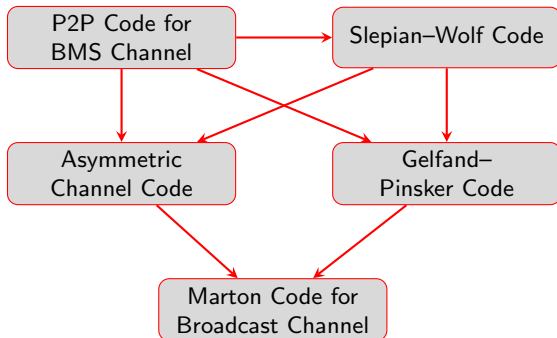 P2P Code for
BMS Channel
Slepian–Wolf Code
Asymmetric
Channel Code
Gelfand–
Pinsker Code
Marton Code for
Broadcast Channel